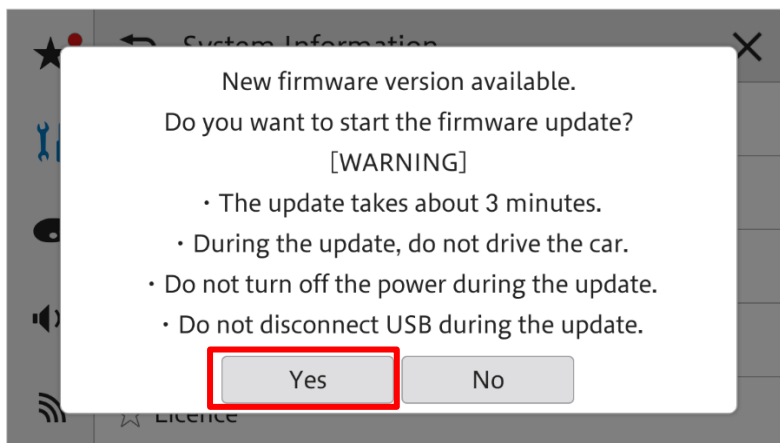 System Information
New firmware version available.
Do you want to start the firmware update?
[WARNING]
・The update takes about 3 minutes.
・During the update, do not drive the car.
・Do not turn off the power during the update.
・Do not disconnect USB during the update.
Yes
No
Licence